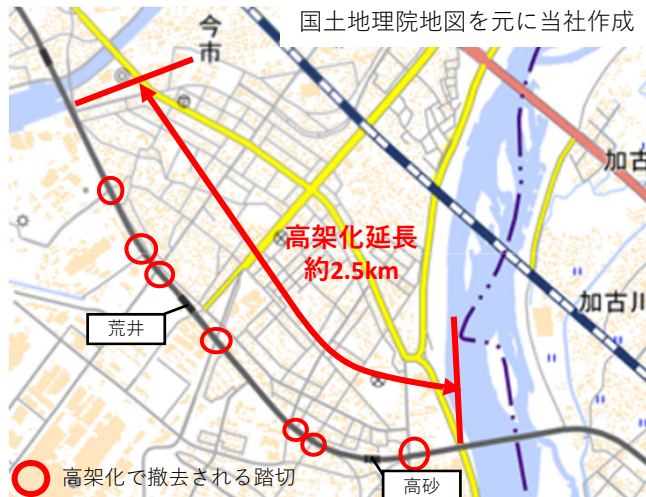 国土地理院地図を元に当社作成
今市
加古
高架化延長
約2.5km
加古川
荒井
高架化で撤去される踏切
高砂